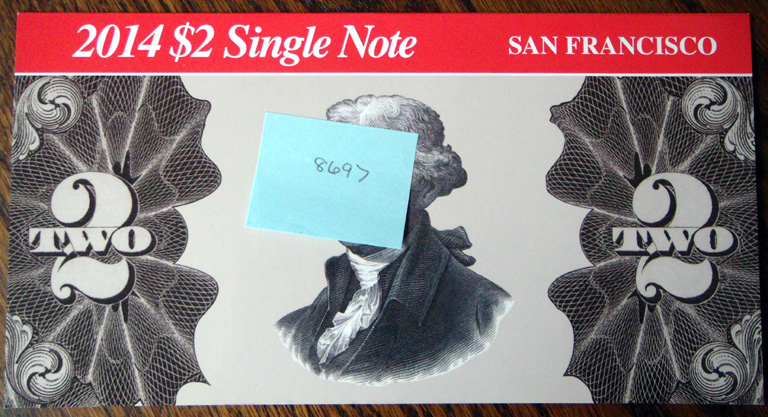 2014 $2 Single Note SAN FRANCISCO
8697
2 2
TWO TWO